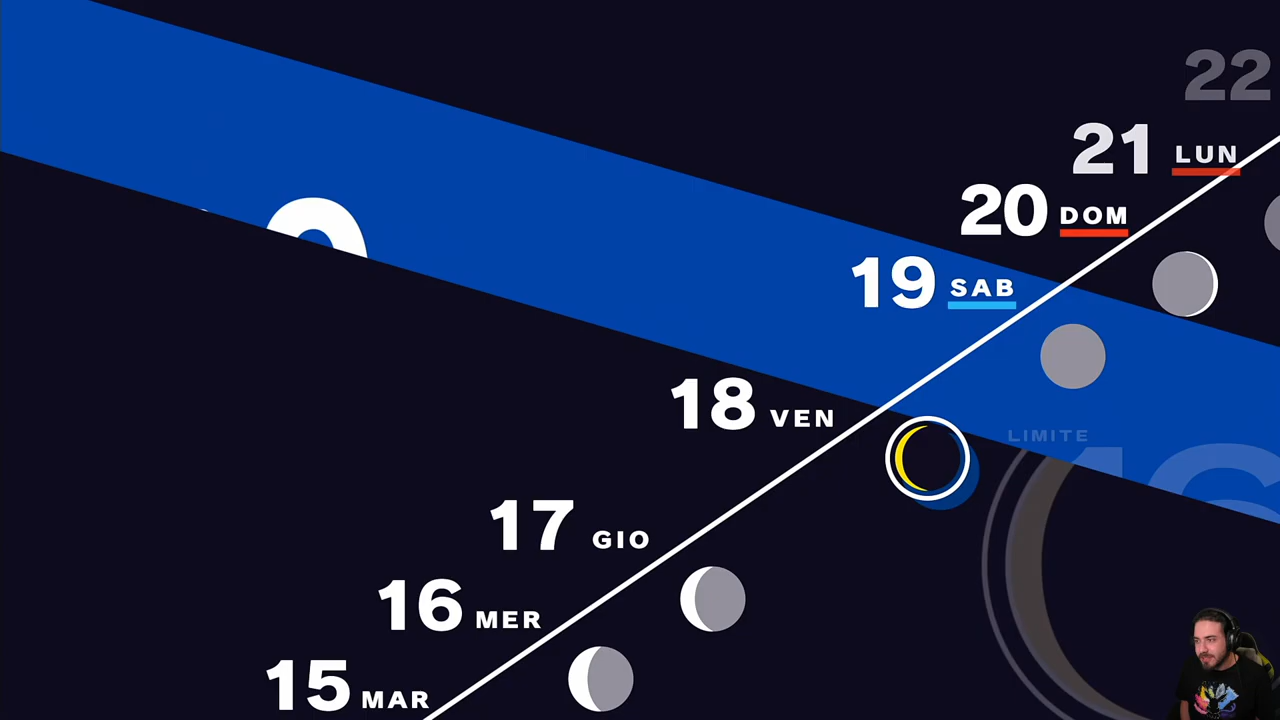 22
21 LUN
20 DOM
19 SAB
18 VEN
LIMITE
17 GIO
16 MER
15 MAR